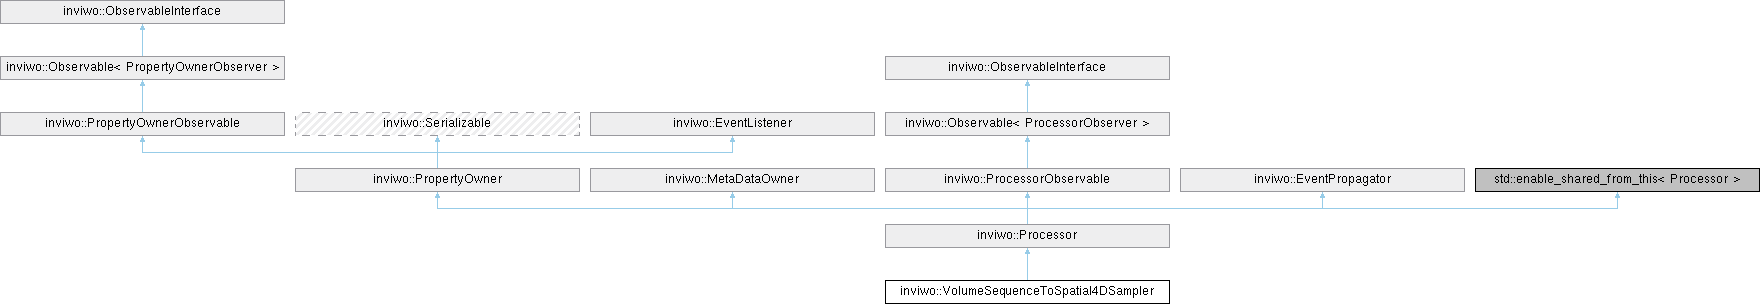 inviwo::ObservableInterface
inviwo::Observable< PropertyOwnerObserver >
inviwo::ObservableInterface
inviwo::PropertyOwnerObservable
inviwo::Serializable
inviwo::EventListener
inviwo::Observable< ProcessorObserver >
inviwo::PropertyOwner
inviwo::MetaDataOwner
inviwo::ProcessorObservable
inviwo::EventPropagator
std::enable_shared_from_this< Processor >
inviwo::Processor
inviwo::VolumeSequenceToSpatial4DSampler